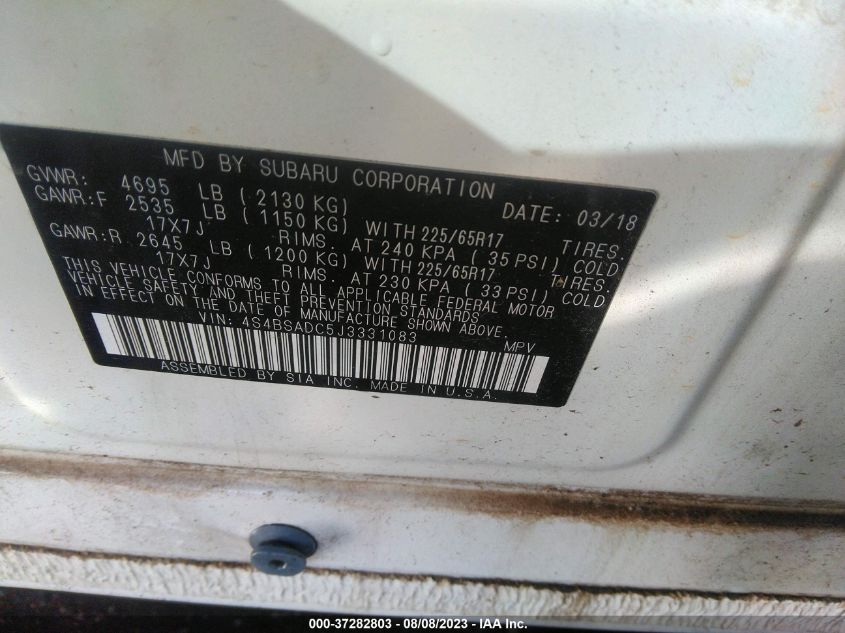 MFD BY SUBARU CORPORATION
GVWR: 4695 LB ( 2130 KG) DATE: 03/18
GAWR:F 2535 LB ( 1150 KG) WITH 225/65R17 TIRES.
17X7J RIMS. AT 240 KPA ( 35 PSI) COLD
GAWR:R 2645 LB ( 1200 KG) WITH 225/65R17 TIRES.
17X7J RIMS. AT 230 KPA ( 33 PSI) COLD
THIS VEHICLE CONFORMS TO ALL APPLICABLE FEDERAL MOTOR
VEHICLE SAFETY AND THEFT PREVENTION STANDARDS
IN EFFECT ON THE DATE OF MANUFACTURE SHOWN ABOVE.
VIN: 4S4BSADC5J3331083 MPV
ASSEMBLED BY SIA INC. MADE IN U.S.A.
000-37282803 - 08/08/2023 - IAA Inc.